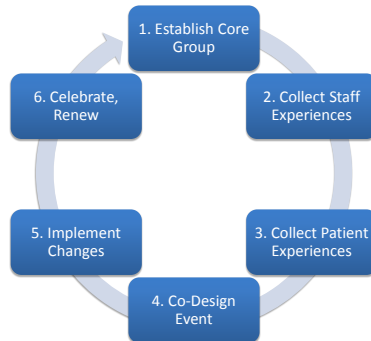 1. Establish Core
Group
2. Collect Staff
Experiences
3. Collect Patient
Experiences
4. Co-Design
Event
5. Implement
Changes
6. Celebrate,
Renew